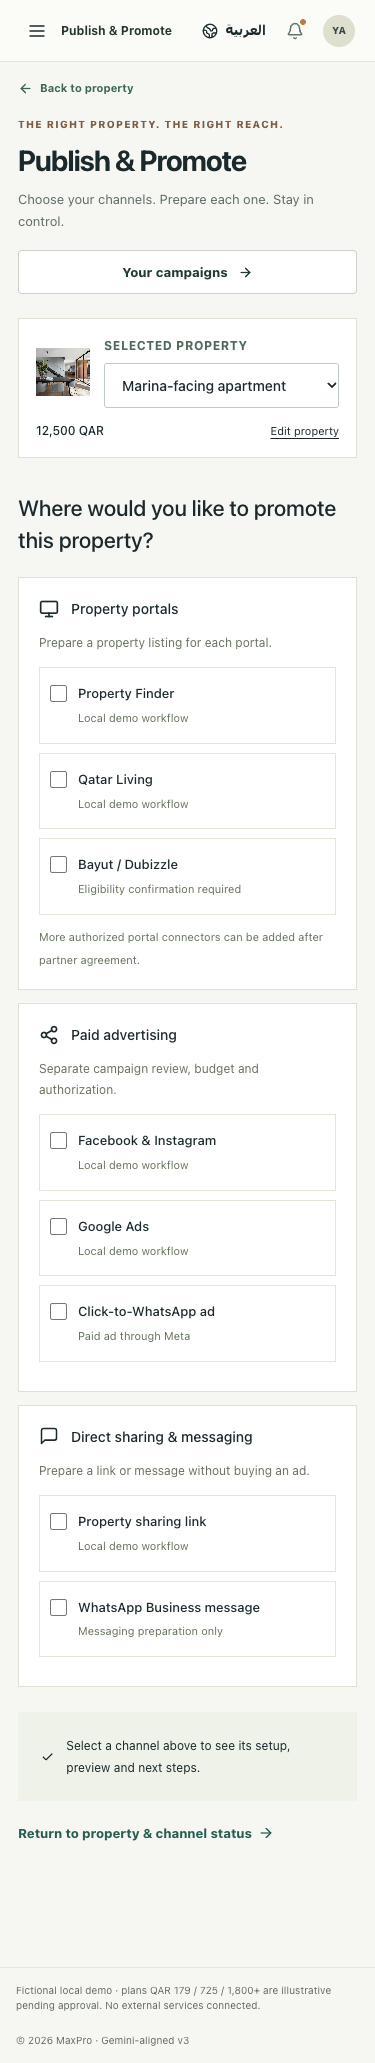 Publish & Promote
العربية
YA
Back to property
THE RIGHT PROPERTY. THE RIGHT REACH.
Publish & Promote
Choose your channels. Prepare each one. Stay in
control.
Your campaigns
SELECTED PROPERTY
Marina-facing apartment
12,500 QAR
Edit property
Where would you like to promote
this property?
Property portals
Prepare a property listing for each portal.
Property Finder
Local demo workflow
Qatar Living
Local demo workflow
Bayut / Dubizzle
Eligibility confirmation required
More authorized portal connectors can be added after
partner agreement.
Paid advertising
Separate campaign review, budget and
authorization.
Facebook & Instagram
Local demo workflow
Google Ads
Local demo workflow
Click-to-WhatsApp ad
Paid ad through Meta
Direct sharing & messaging
Prepare a link or message without buying an ad.
Property sharing link
Local demo workflow
WhatsApp Business message
Messaging preparation only
Select a channel above to see its setup,
preview and next steps.
Return to property & channel status
Fictional local demo · plans QAR 179 / 725 / 1,800+ are illustrative
pending approval. No external services connected.
© 2026 MaxPro · Gemini-aligned v3